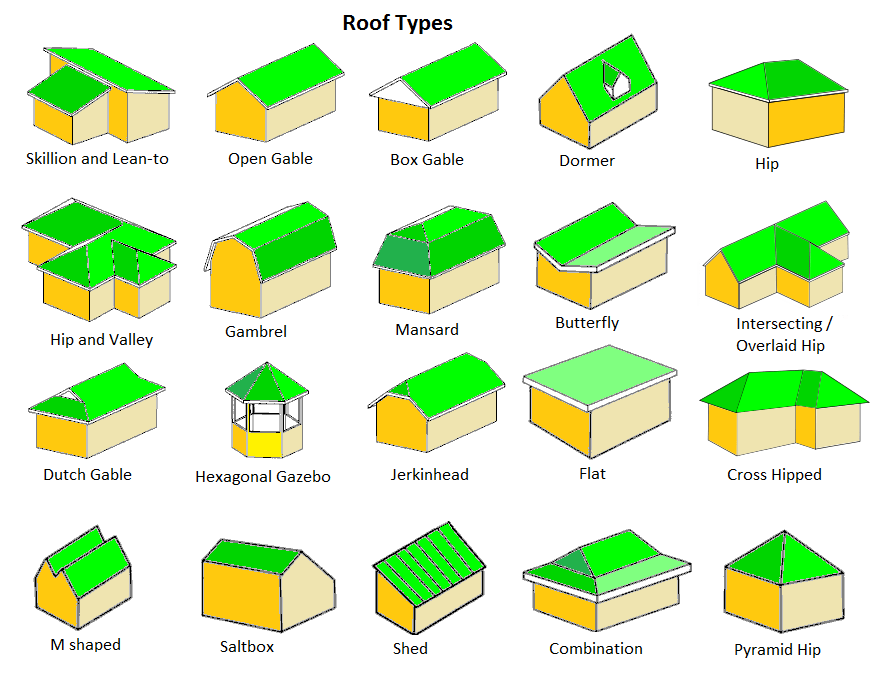 Roof Types
Skillion and Lean-to
Open Gable
Box Gable
Dormer
Hip
Hip and Valley
Gambrel
Mansard
Butterfly
Intersecting /
Overlaid Hip
Dutch Gable
Hexagonal Gazebo
Jerkinhead
Flat
Cross Hipped
M shaped
Saltbox
Shed
Combination
Pyramid Hip